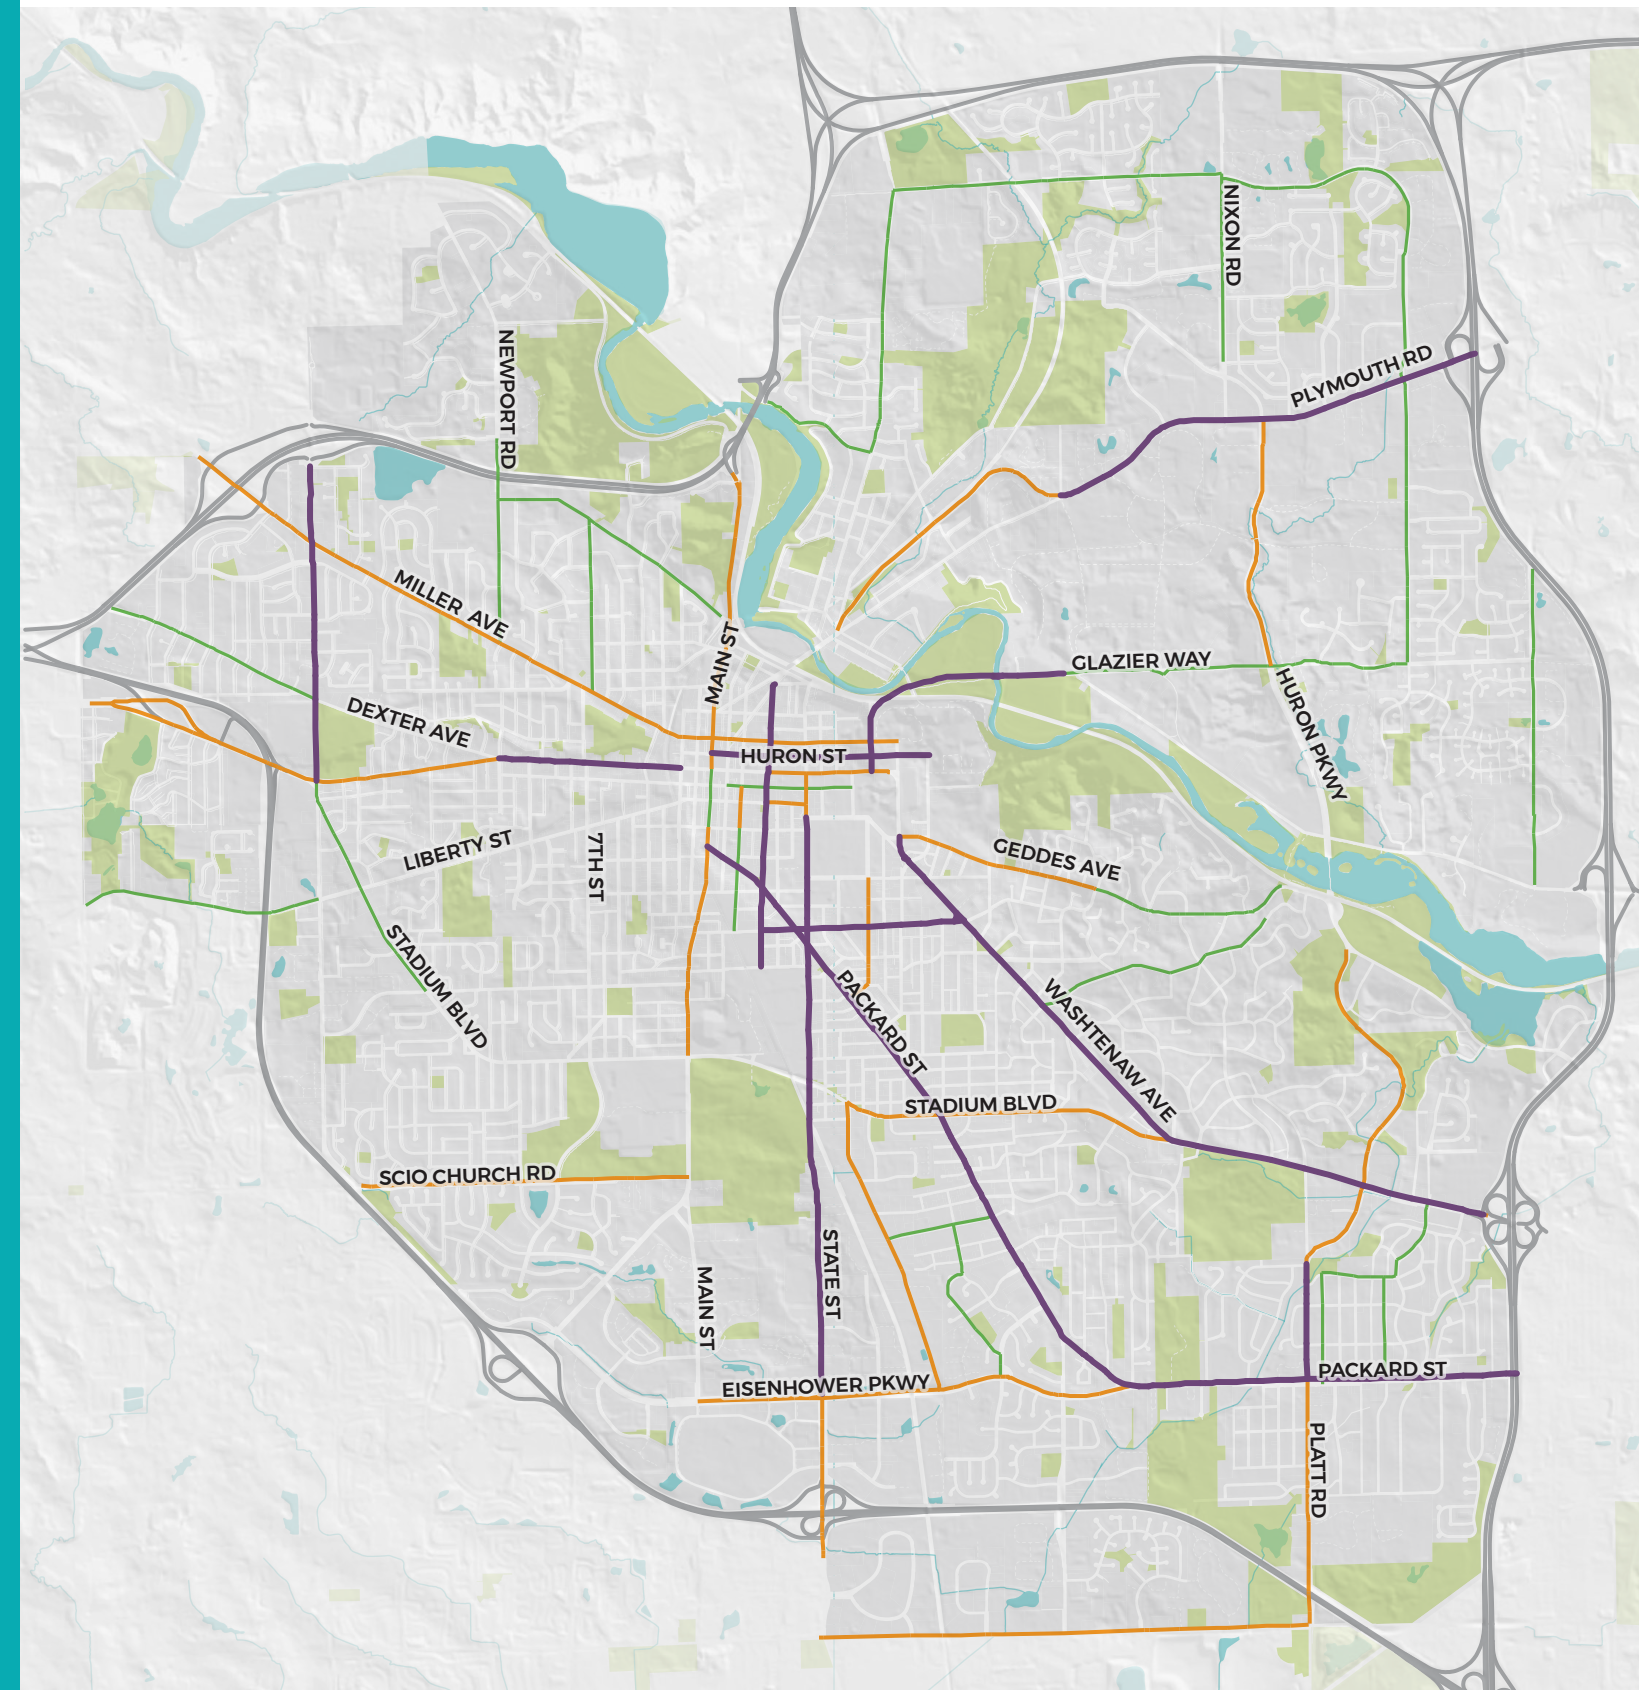 NIXON RD
NEWPORT RD
PLYMOUTH RD
MILLER AVE
MAIN ST
GLAZIER WAY
DEXTER AVE
HURON PKWY
HURON ST
LIBERTY ST
7TH ST
GEDDES AVE
STADIUM BLVD
PACKARD ST
WASHTENAW AVE
STADIUM BLVD
SCIO CHURCH RD
STATE ST
MAIN ST
EISENHOWER PKWY
PACKARD ST
PLATT RD